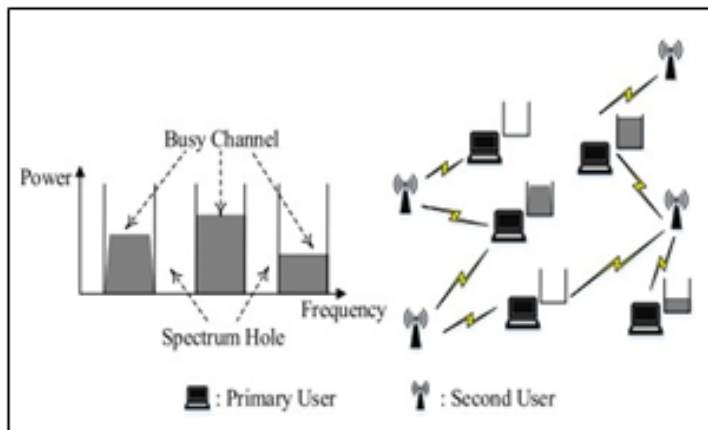 Busy Channel
Power
Frequency
Spectrum Hole
: Primary User
: Second User